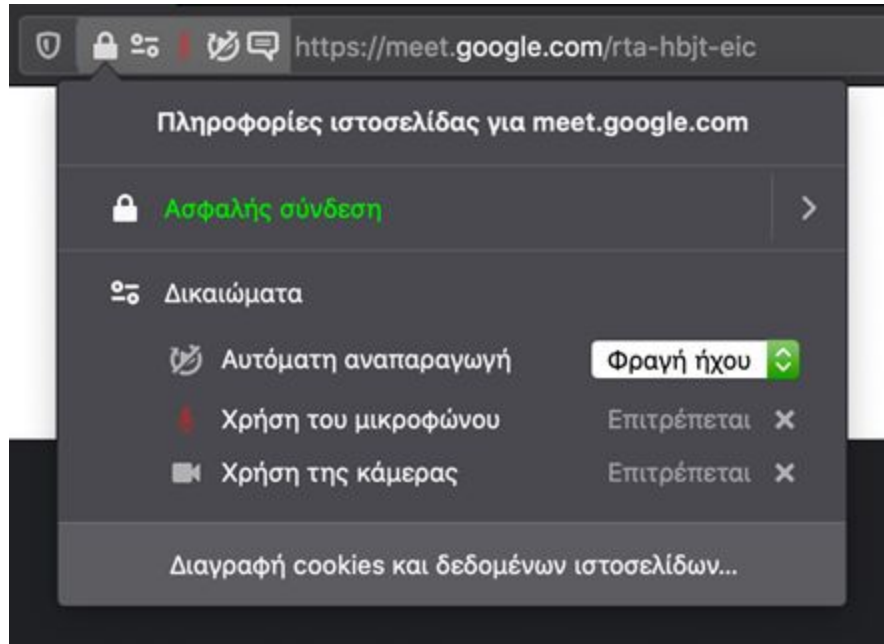 https://meet.google.com/rta-hbjt-eic
Πληροφορίες ιστοσελίδας για meet.google.com
Ασφαλής σύνδεση
Δικαιώματα
Αυτόματη αναπαραγωγή Φραγή ήχου
Χρήση του μικροφώνου Επιτρέπεται
Χρήση της κάμερας Επιτρέπεται
Διαγραφή cookies και δεδομένων ιστοσελίδων...